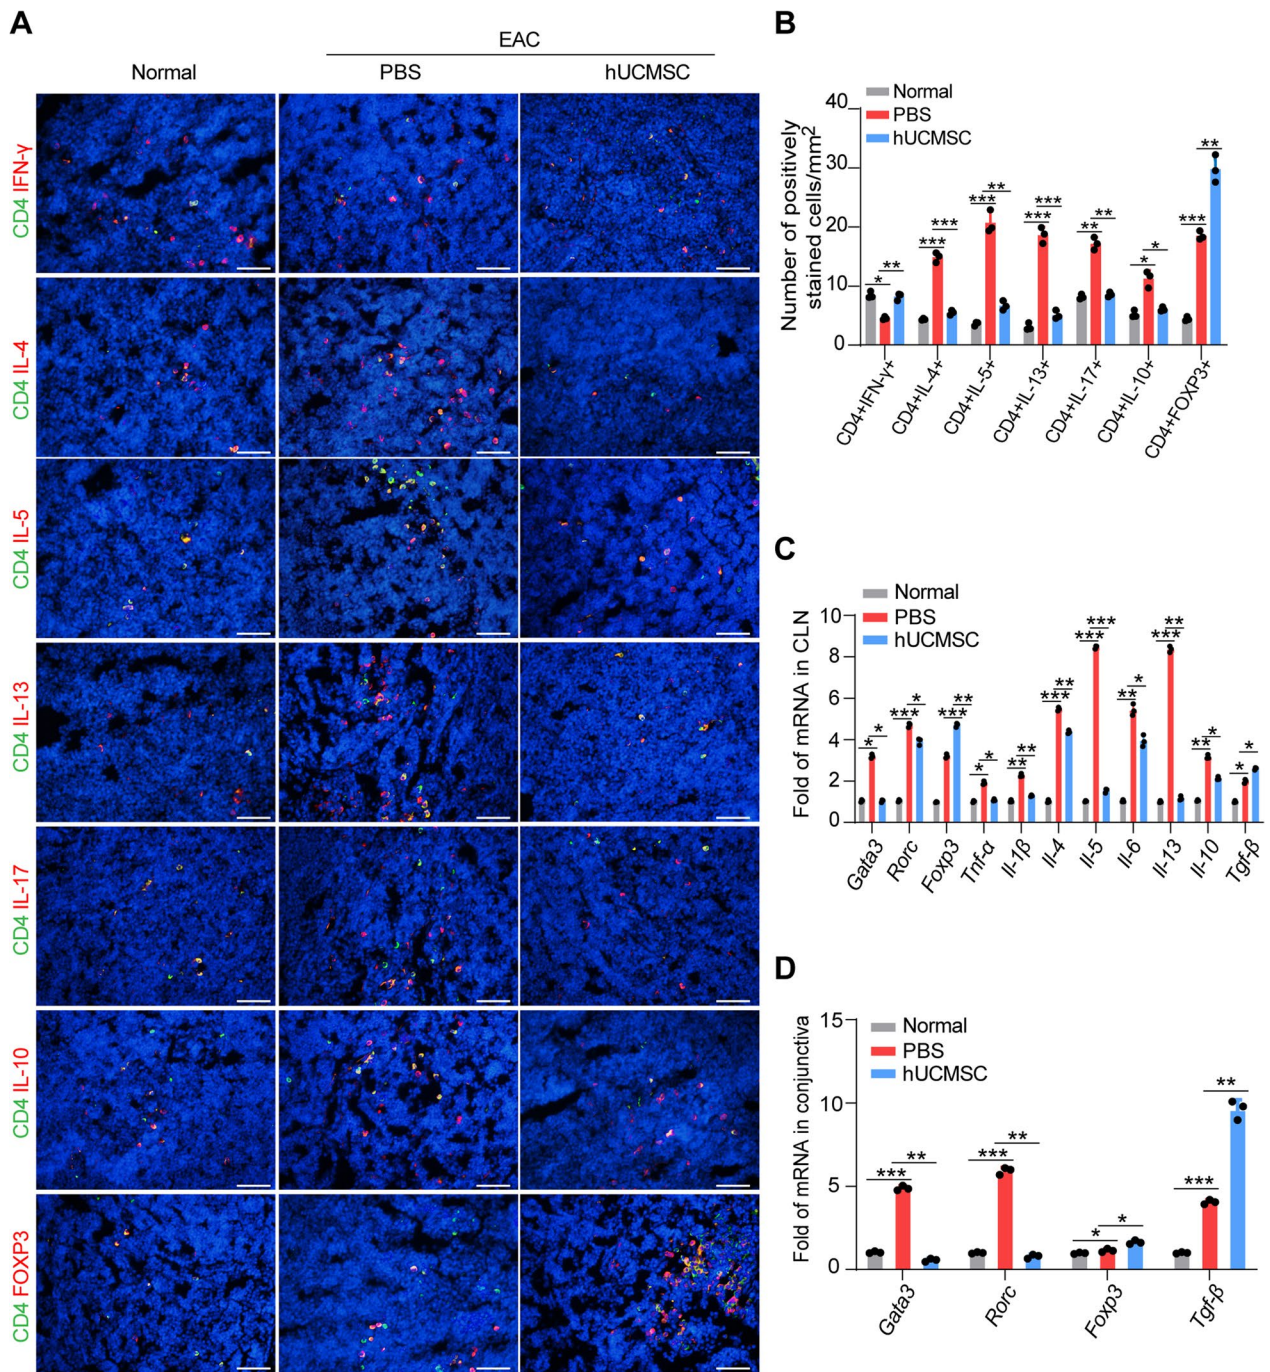 A
EAC
Normal
PBS
hUCMSC
CD4 IFN-γ
CD4 IL-4
CD4 IL-5
CD4 IL-13
CD4 IL-17
CD4 IL-10
CD4 FOXP3
B
Normal
PBS
hUCMSC
Number of positively
stained cells/mm2
40
30
20
10
0
* ** *** *** *** ** *** *** ** ** * * *** **
CD4+IFN-γ+
CD4+IL-4+
CD4+IL-5+
CD4+IL-13+
CD4+IL-17+
CD4+IL-10+
CD4+FOXP3+
C
Normal
PBS
hUCMSC
Fold of mRNA in CLN
10
8
6
4
2
0
* * *** * *** ** * * ** ** *** ** *** *** ** * *** ** ** * * *
Gata3
Rorc
Foxp3
Tnf-α
Il-1β
Il-4
Il-5
Il-6
Il-13
Il-10
Tgf-β
D
Normal
PBS
hUCMSC
Fold of mRNA in conjunctiva
15
10
5
0
*** ** *** ** * * *** **
Gata3
Rorc
Foxp3
Tgf-β